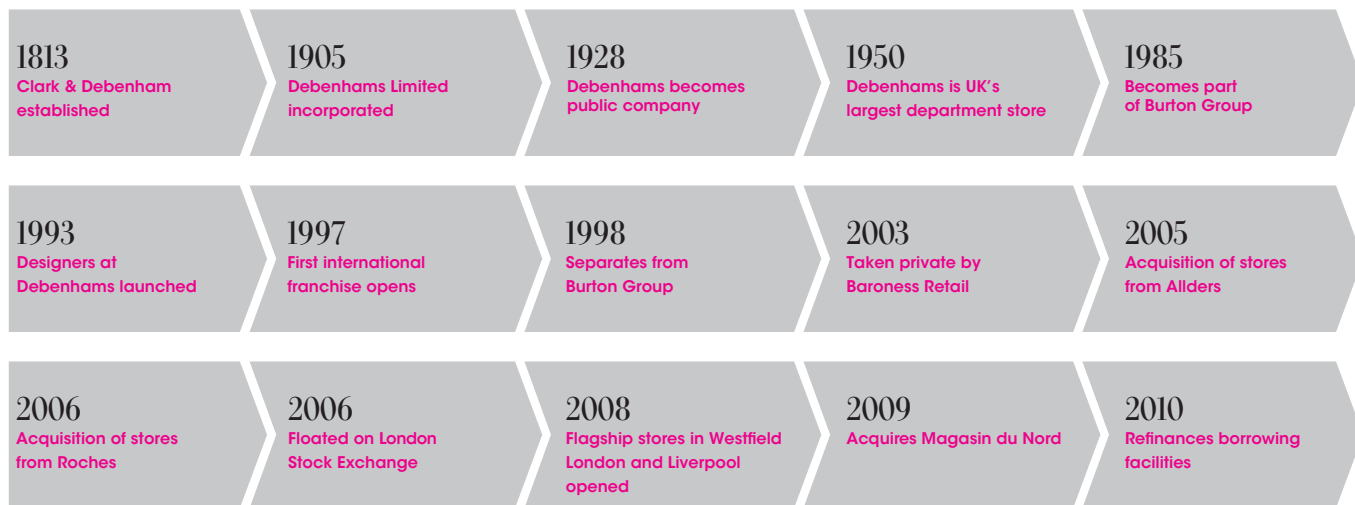 1813
Clark & Debenham
established
1905
Debenhams Limited
incorporated
1928
Debenhams becomes
public company
1950
Debenhams is UK’s
largest department store
1985
Becomes part
of Burton Group
1993
Designers at
Debenhams launched
1997
First international
franchise opens
1998
Separates from
Burton Group
2003
Taken private by
Baroness Retail
2005
Acquisition of stores
from Allders
2006
Acquisition of stores
from Roches
2006
Floated on London
Stock Exchange
2008
Flagship stores in Westfield
London and Liverpool
opened
2009
Acquires Magasin du Nord
2010
Refinances borrowing
facilities